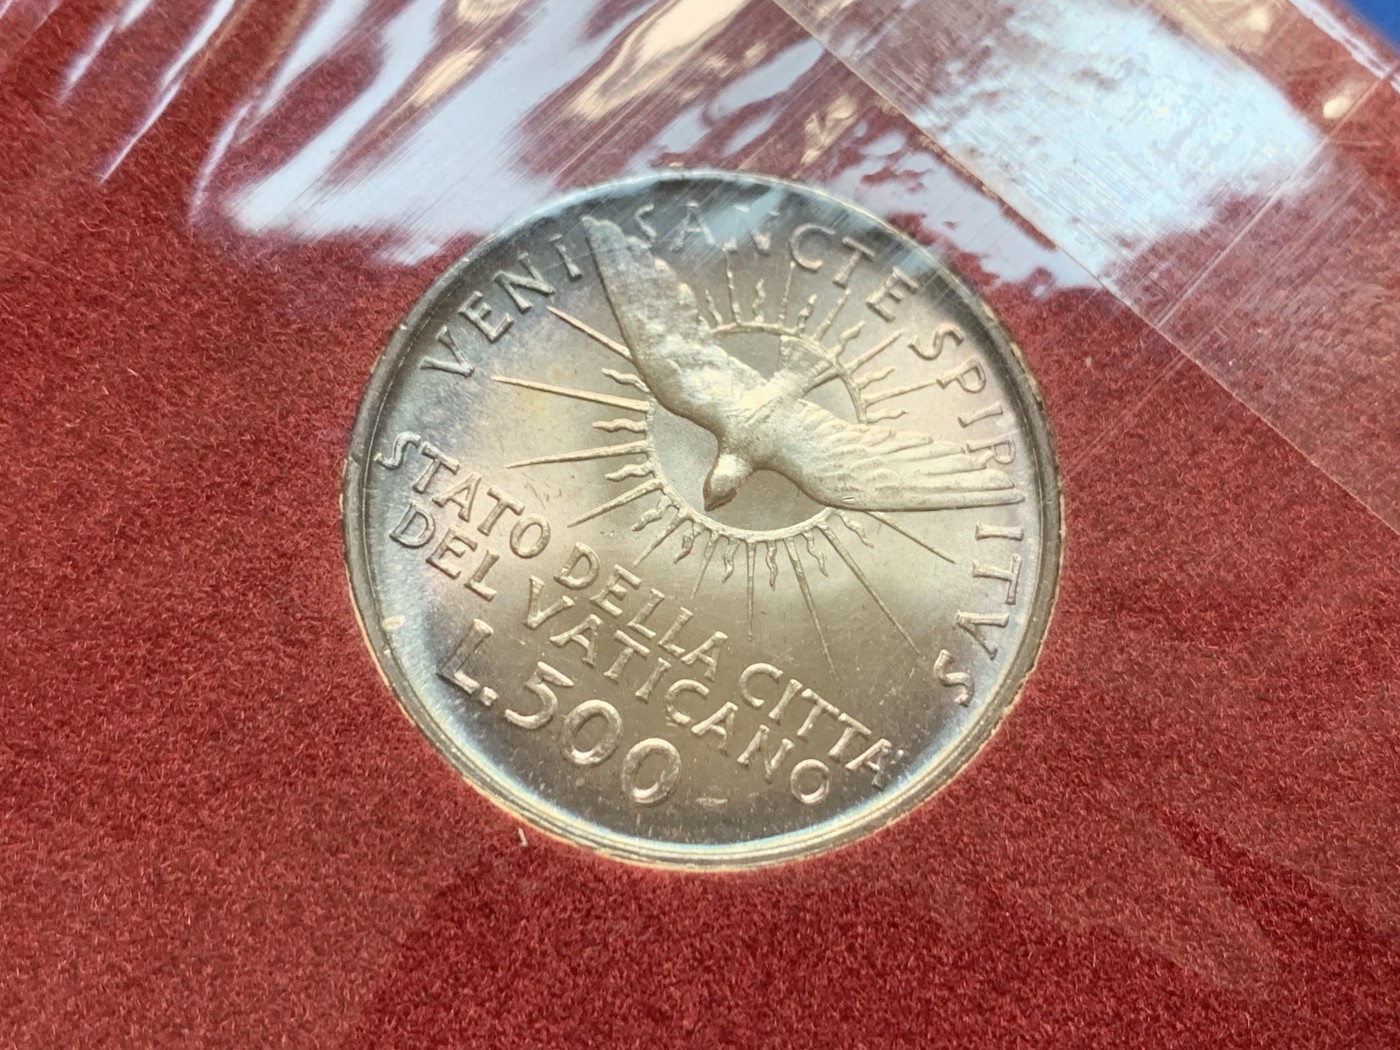 VENI SANCTE SPIRITVS
STATO DELLA CITTA'
DEL VATICANO
L.500